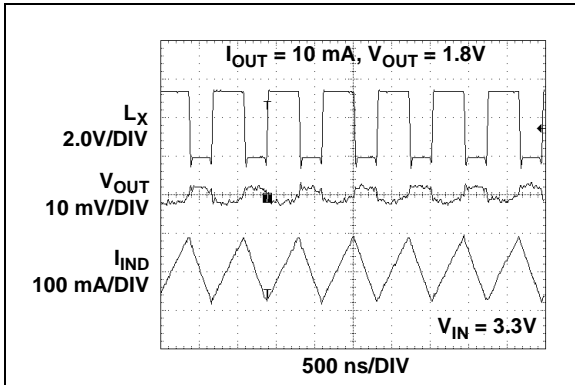 I_OUT = 10 mA, V_OUT = 1.8V
L_X
2.0V/DIV
V_OUT
10 mV/DIV
I_IND
100 mA/DIV
V_IN = 3.3V
500 ns/DIV